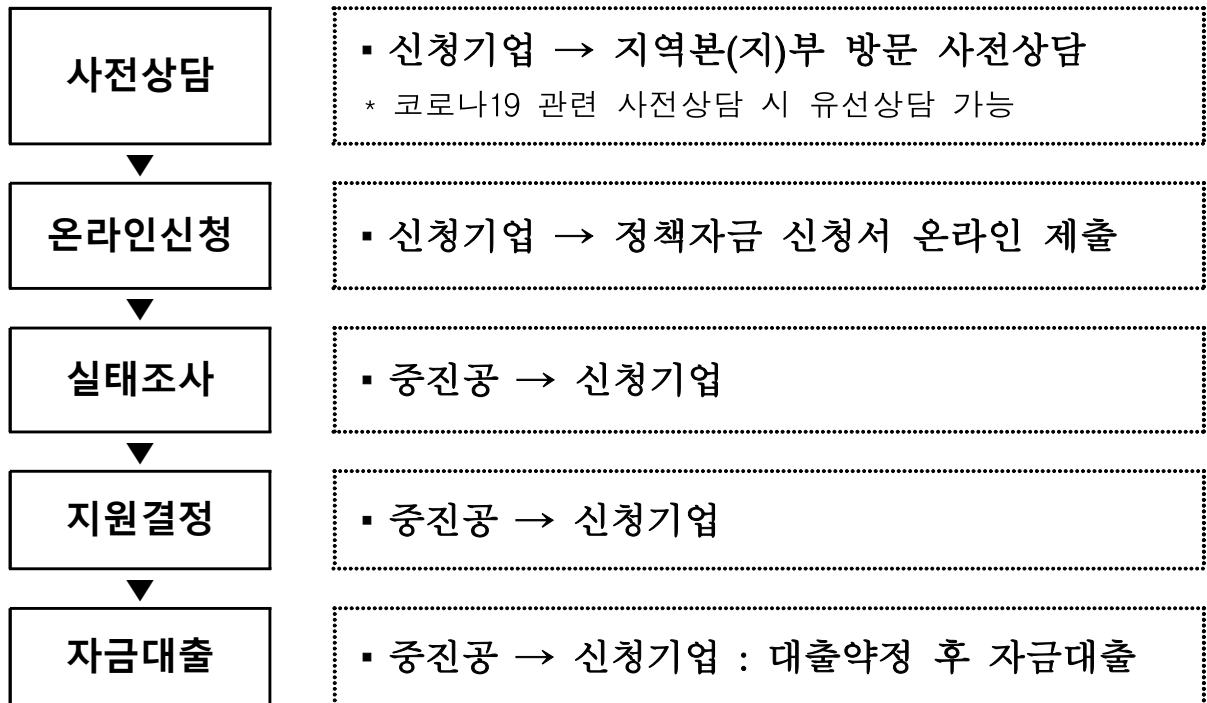 사전상담
▪ 신청기업 → 지역본(지)부 방문 사전상담
* 코로나19 관련 사전상담 시 유선상담 가능
▼
온라인신청
▪ 신청기업 → 정책자금 신청서 온라인 제출
▼
실태조사
▪ 중진공 → 신청기업
▼
지원결정
▪ 중진공 → 신청기업
▼
자금대출
▪ 중진공 → 신청기업 : 대출약정 후 자금대출